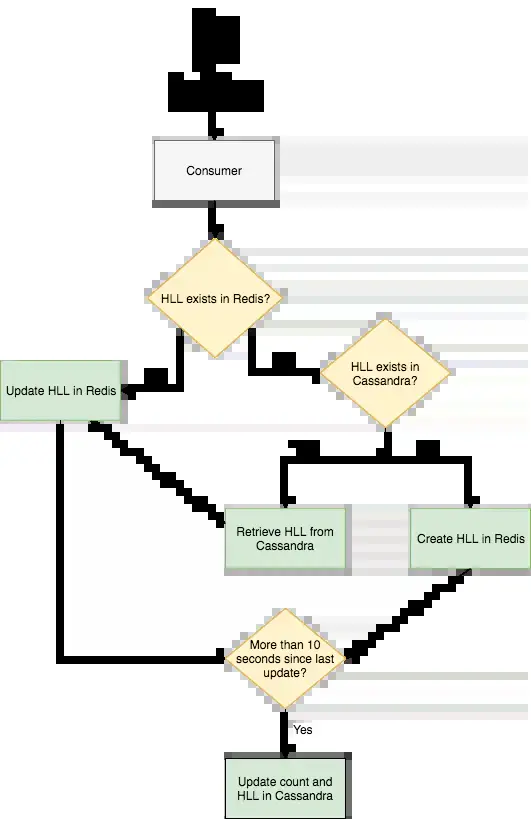 Consumer
HLL exists in Redis?
HLL exists in
Cassandra?
Update HLL in Redis
Retrieve HLL from
Cassandra
Create HLL in Redis
More than 10
seconds since last
update?
Yes
Update count and
HLL in Cassandra